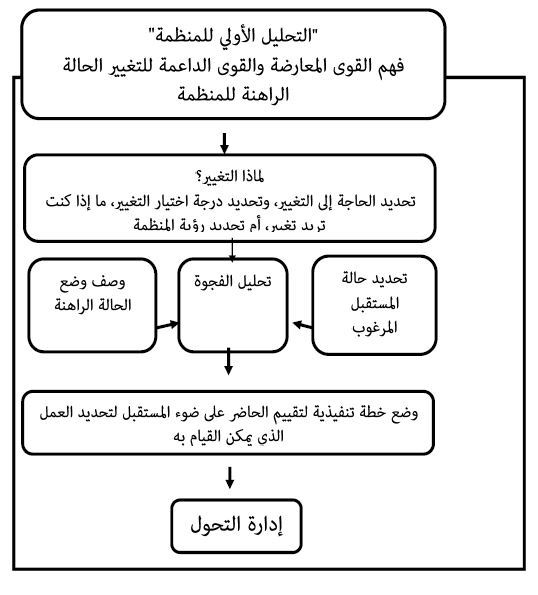 "التحليل الأولي للمنظمة"
فهم القوى المعارضة والقوى الداعمة للتغيير الحالة
الراهنة للمنظمة
لماذا التغيير؟
تحديد الحاجة إلى التغيير، وتحديد درجة اختيار التغيير، ما إذا كنت
تريد تغيير، أم تحديد رؤية المنظمة
تحديد حالة
المستقبل
المرغوب
تحليل الفجوة
وصف وضع
الحالة الراهنة
وضع خطة تنفيذية لتقييم الحاضر على ضوء المستقبل لتحديد العمل
الذي يمكن القيام به
إدارة التحول